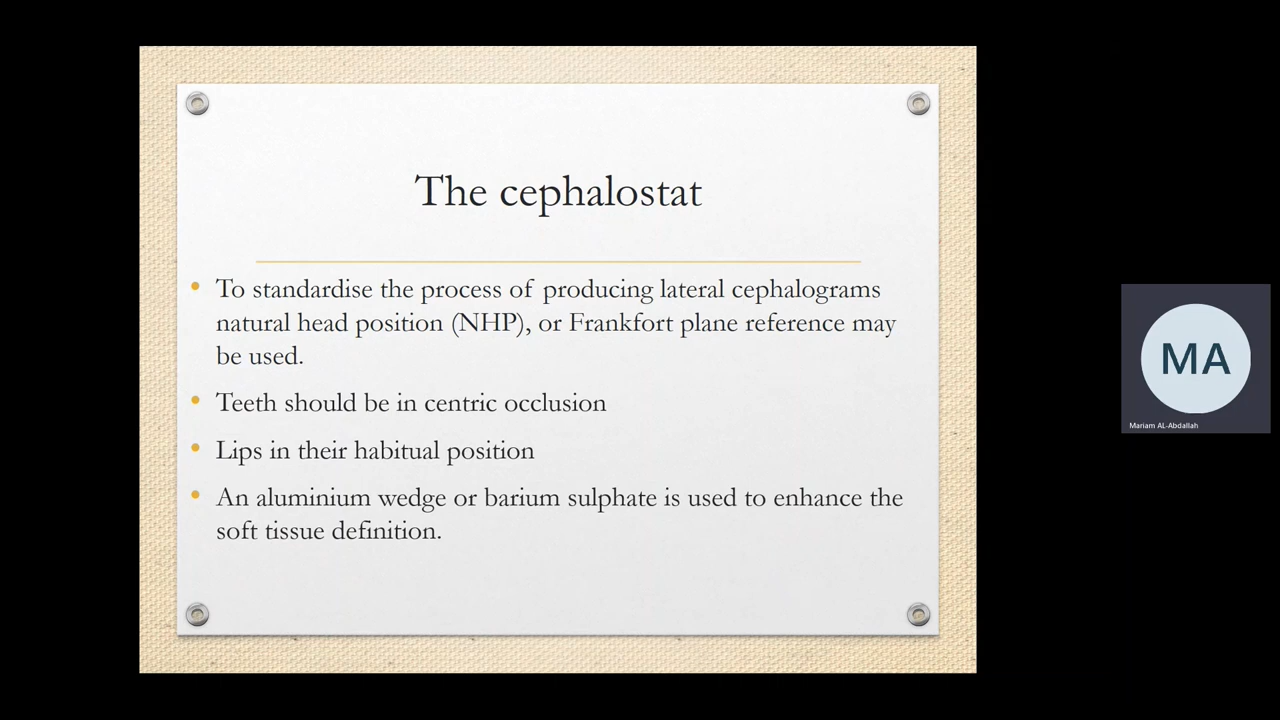 The cephalostat
• To standardise the process of producing lateral cephalograms
natural head position (NHP), or Frankfort plane reference may
be used.
• Teeth should be in centric occlusion
• Lips in their habitual position
• An aluminium wedge or barium sulphate is used to enhance the
soft tissue definition.
MA
Mariam AL-Abdallah